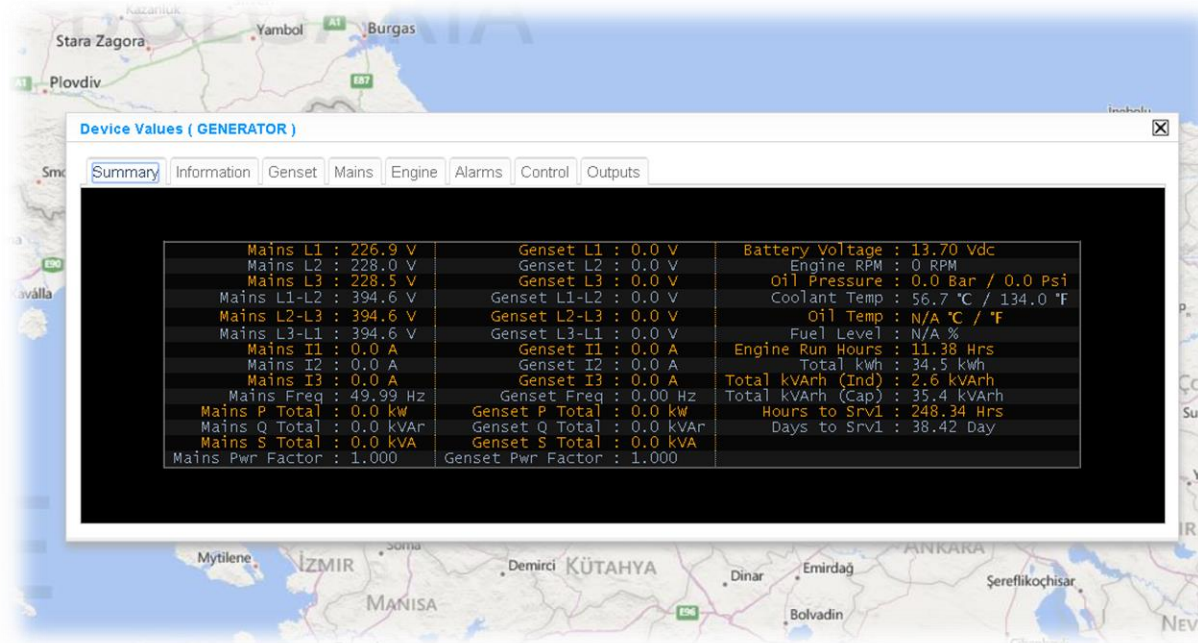 Kazanluk
BULGARIA
Stara Zagora
Yambol
A1
Burgas
A1
Plovdiv
E87
İnebolu
Device Values ( GENERATOR )
Summary Information Genset Mains Engine Alarms Control Outputs
E90
Mains L1 : 226.9 V Genset L1 : 0.0 V Battery Voltage : 13.70 Vdc
Mains L2 : 228.0 V Genset L2 : 0.0 V Engine RPM : 0 RPM
Mains L3 : 228.5 V Genset L3 : 0.0 V Oil Pressure : 0.0 Bar / 0.0 Psi
Mains L1-L2 : 394.6 V Genset L1-L2 : 0.0 V Coolant Temp : 56.7 °C / 134.0 °F
Mains L2-L3 : 394.6 V Genset L2-L3 : 0.0 V Oil Temp : N/A °C / °F
Mains L3-L1 : 394.6 V Genset L3-L1 : 0.0 V Fuel Level : N/A %
Mains I1 : 0.0 A Genset I1 : 0.0 A Engine Run Hours : 11.38 Hrs
Mains I2 : 0.0 A Genset I2 : 0.0 A Total kWh : 34.5 kWh
Mains I3 : 0.0 A Genset I3 : 0.0 A Total kVArh (Ind) : 2.6 kVArh
Mains Freq : 49.99 Hz Genset Freq : 0.00 Hz Total kVArh (Cap) : 35.4 kVArh
Mains P Total : 0.0 kW Genset P Total : 0.0 kW Hours to Srv1 : 248.34 Hrs
Mains Q Total : 0.0 kVAr Genset Q Total : 0.0 kVAr Days to Srv1 : 38.42 Day
Mains S Total : 0.0 kVA Genset S Total : 0.0 kVA
Mains Pwr Factor : 1.000 Genset Pwr Factor : 1.000
Mytilene
İZMIR
Soma
Demirci
KÜTAHYA
Dinar
Emirdağ
ANKARA
Şereflikoçhisar
MANISA
E96
Bolvadin